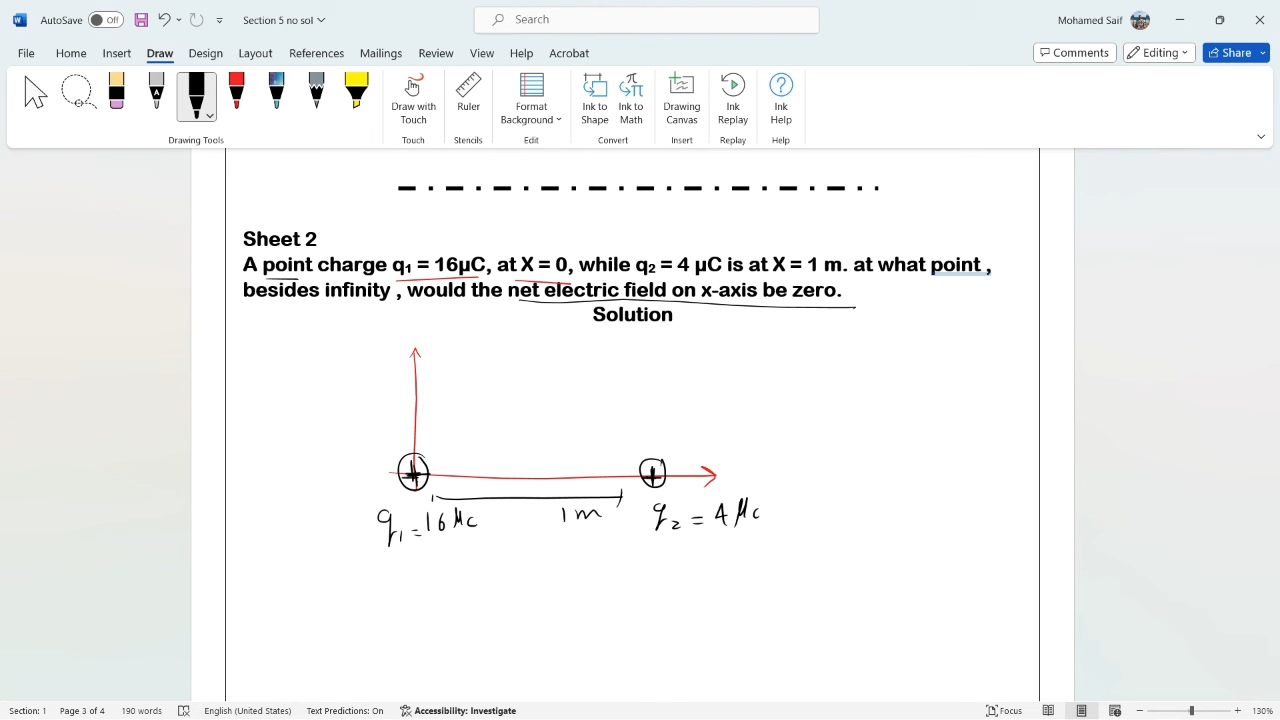 AutoSave Off Section 5 no sol Search Mohamed Saif
File Home Insert Draw Design Layout References Mailings Review View Help Acrobat Comments Editing Share
A
Draw with Touch Ruler Format Background Ink to Shape Ink to Math Drawing Canvas Ink Replay Ink Help
Drawing Tools Touch Stencils Edit Convert Insert Replay Help
Sheet 2
A point charge q₁ = 16μC, at X = 0, while q₂ = 4 μC is at X = 1 m. at what point ,
besides infinity , would the net electric field on x-axis be zero.
Solution
+ +
q₁ = 16 μc 1 m q₂ = 4 μc
Section: 1 Page 3 of 4 190 words English (United States) Text Predictions: On Accessibility: Investigate Focus 130%